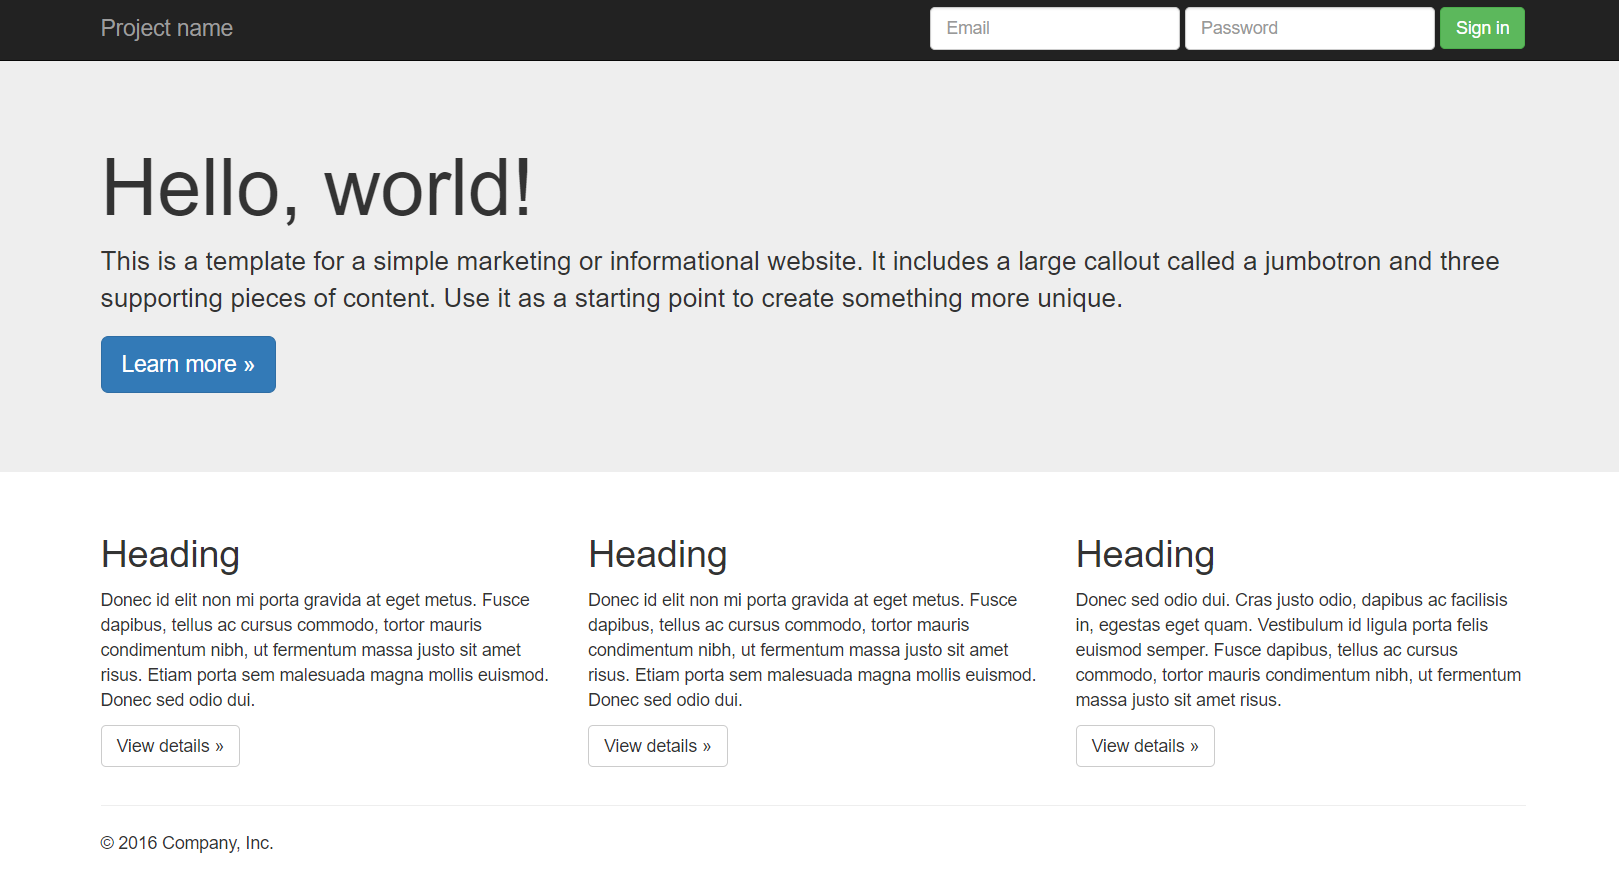 Project name
Email
Password
Sign in
Hello, world!
This is a template for a simple marketing or informational website. It includes a large callout called a jumbotron and three
supporting pieces of content. Use it as a starting point to create something more unique.
Learn more »
Heading
Donec id elit non mi porta gravida at eget metus. Fusce
dapibus, tellus ac cursus commodo, tortor mauris
condimentum nibh, ut fermentum massa justo sit amet
risus. Etiam porta sem malesuada magna mollis euismod.
Donec sed odio dui.
View details »
Heading
Donec id elit non mi porta gravida at eget metus. Fusce
dapibus, tellus ac cursus commodo, tortor mauris
condimentum nibh, ut fermentum massa justo sit amet
risus. Etiam porta sem malesuada magna mollis euismod.
Donec sed odio dui.
View details »
Heading
Donec sed odio dui. Cras justo odio, dapibus ac facilisis
in, egestas eget quam. Vestibulum id ligula porta felis
euismod semper. Fusce dapibus, tellus ac cursus
commodo, tortor mauris condimentum nibh, ut fermentum
massa justo sit amet risus.
View details »
© 2016 Company, Inc.